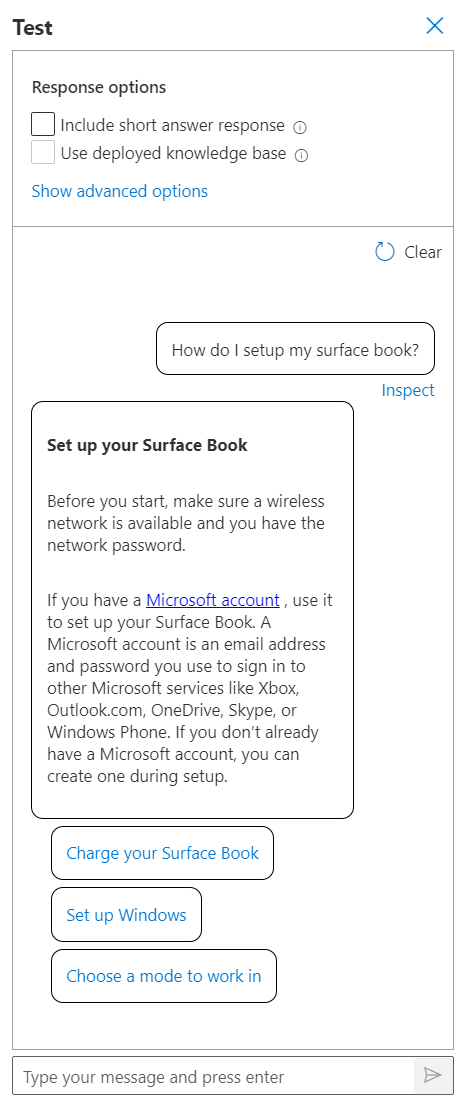 Test
Response options
Include short answer response
Use deployed knowledge base
Show advanced options
Clear
How do I setup my surface book?
Inspect
Set up your Surface Book
Before you start, make sure a wireless
network is available and you have the
network password.
If you have a Microsoft account , use it
to set up your Surface Book. A
Microsoft account is an email address
and password you use to sign in to
other Microsoft services like Xbox,
Outlook.com, OneDrive, Skype, or
Windows Phone. If you don’t already
have a Microsoft account, you can
create one during setup.
Charge your Surface Book
Set up Windows
Choose a mode to work in
Type your message and press enter